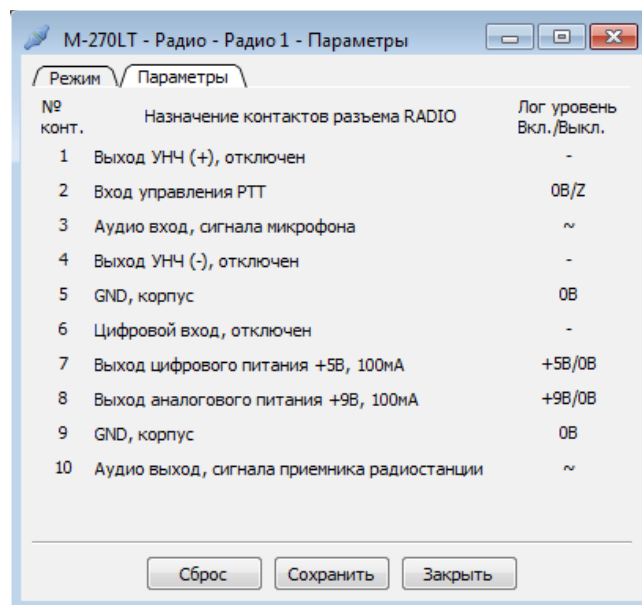 M-270LT - Радио - Радио 1 - Параметры
Режим Параметры
№ конт. Назначение контактов разъема RADIO Лог уровень Вкл./Выкл.
1 Выход УНЧ (+), отключен -
2 Вход управления PTT 0В/Z
3 Аудио вход, сигнала микрофона ~
4 Выход УНЧ (-), отключен -
5 GND, корпус 0В
6 Цифровой вход, отключен -
7 Выход цифрового питания +5В, 100мА +5В/0В
8 Выход аналогового питания +9В, 100мА +9В/0В
9 GND, корпус 0В
10 Аудио выход, сигнала приемника радиостанции ~
Сброс Сохранить Закрыть